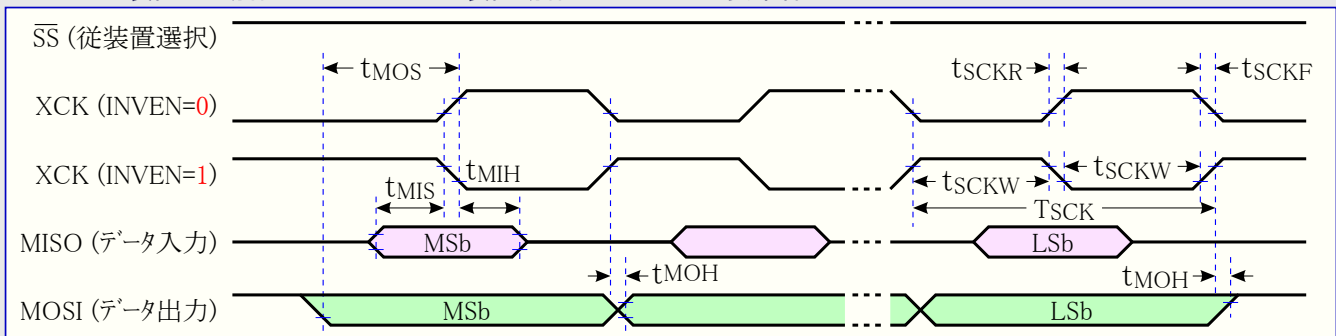 SS (従装置選択)
tMOS
tSCKR
tSCKF
XCK (INVEN=0)
XCK (INVEN=1)
tMIS
tMIH
tSCKW
tSCKW
TSCK
MISO (データ入力)
MSb
LSb
tMOH
tMOH
MOSI (データ出力)
MSb
LSb